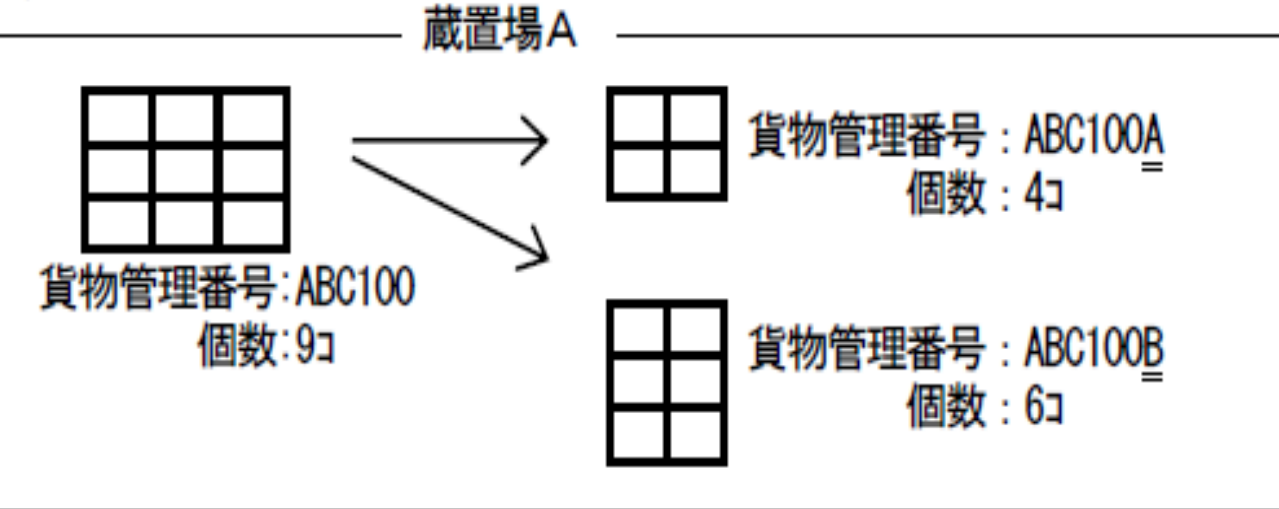 蔵置場A
貨物管理番号：ABC100A
個数：4コ
貨物管理番号:ABC100
個数:9コ
貨物管理番号：ABC100B
個数：6コ